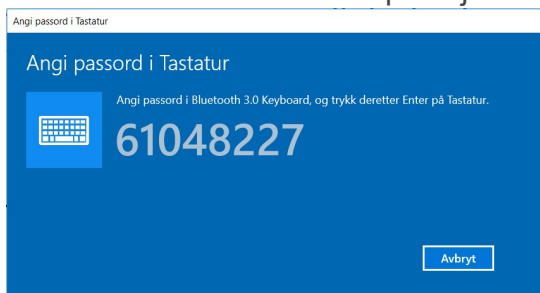 Angi passord i Tastatur
Angi passord i Tastatur
Angi passord i Bluetooth 3.0 Keyboard, og trykk deretter Enter på Tastatur.
61048227
Avbryt